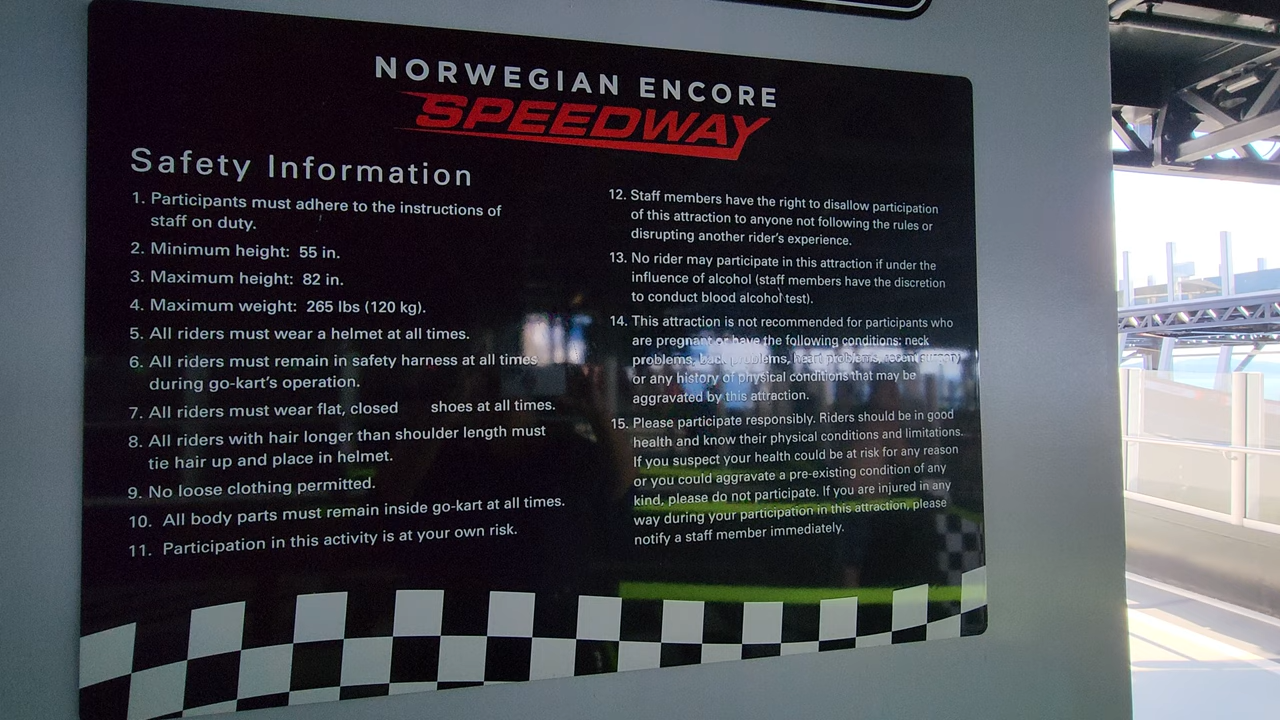 NORWEGIAN ENCORE
SPEEDWAY
Safety Information
1. Participants must adhere to the instructions of
staff on duty.
2. Minimum height: 55 in.
3. Maximum height: 82 in.
4. Maximum weight: 265 lbs (120 kg).
5. All riders must wear a helmet at all times.
6. All riders must remain in safety harness at all times
during go-kart's operation.
7. All riders must wear flat, closed shoes at all times.
8. All riders with hair longer than shoulder length must
tie hair up and place in helmet.
9. No loose clothing permitted.
10. All body parts must remain inside go-kart at all times.
11. Participation in this activity is at your own risk.
12. Staff members have the right to disallow participation
of this attraction to anyone not following the rules or
disrupting another rider's experience.
13. No rider may participate in this attraction if under the
influence of alcohol (staff members have the discretion
to conduct blood alcohol test).
14. This attraction is not recommended for participants who
are pregnant or have the following conditions: neck
problems, back problems, heart problems, recent surgery
or any history of physical conditions that may be
aggravated by this attraction.
15. Please participate responsibly. Riders should be in good
health and know their physical conditions and limitations.
If you suspect your health could be at risk for any reason
or you could aggravate a pre-existing condition of any
kind, please do not participate. If you are injured in any
way during your participation in this attraction, please
notify a staff member immediately.